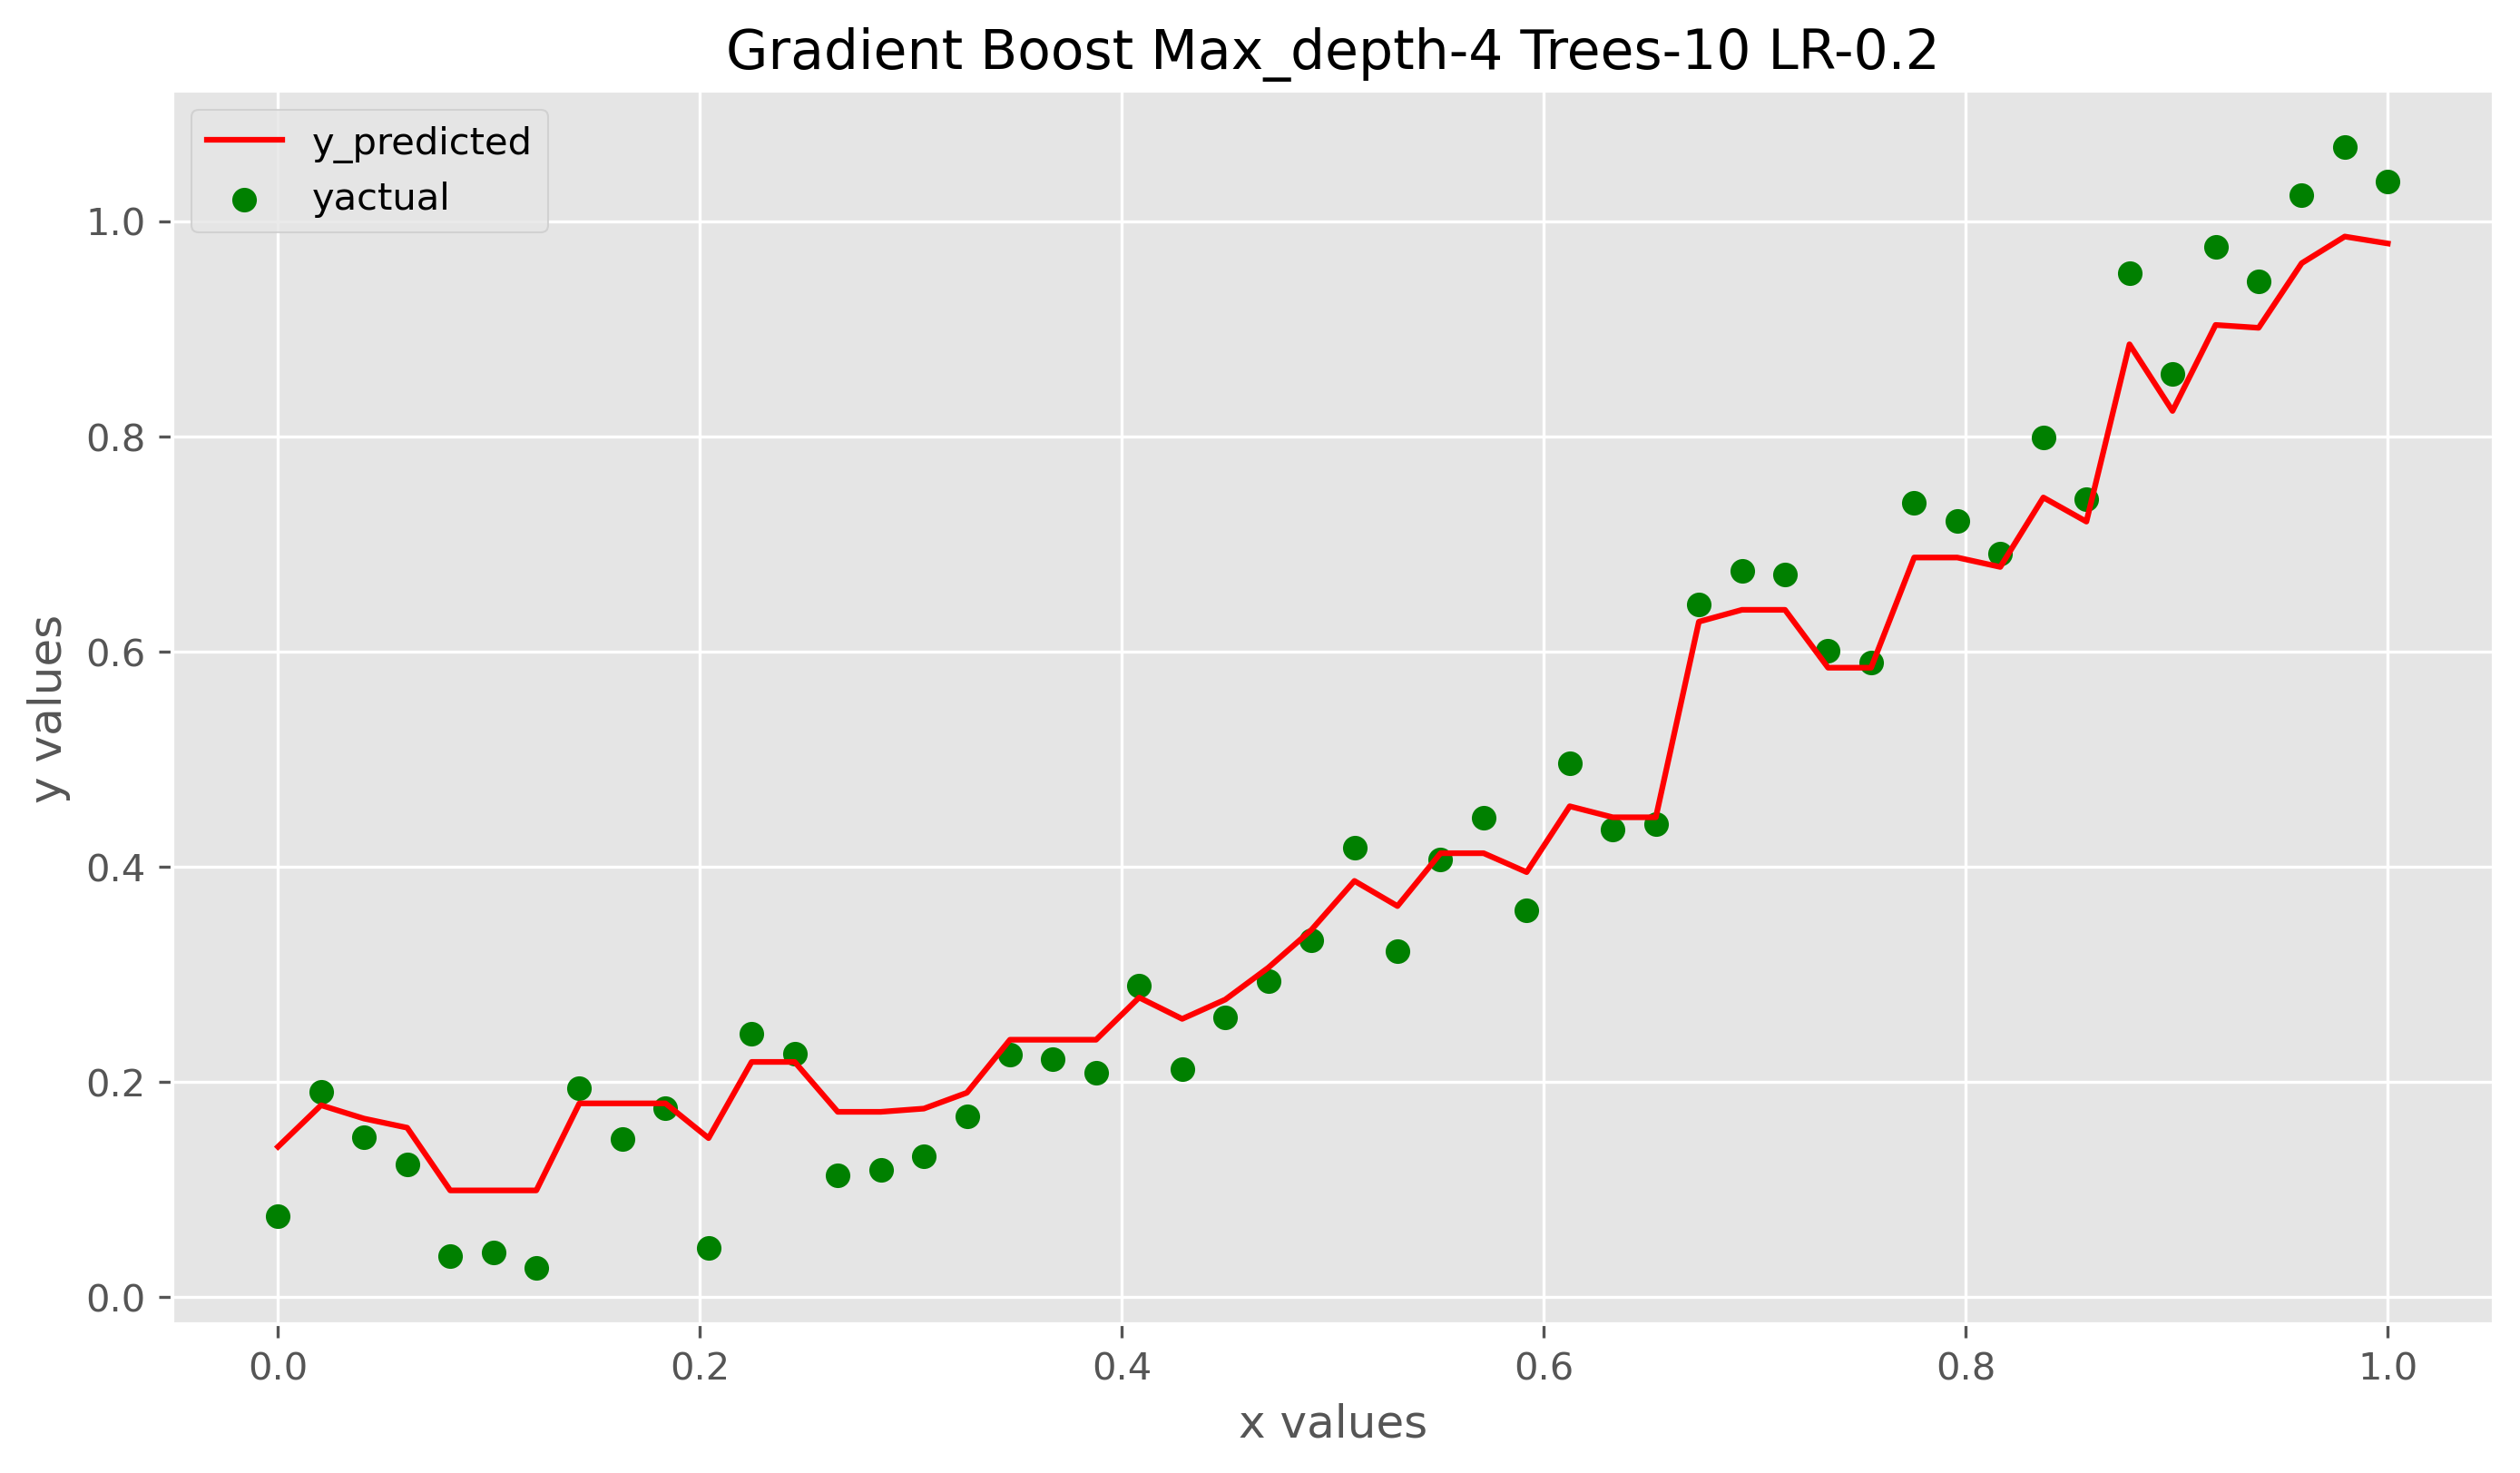 Gradient Boost Max_depth-4 Trees-10 LR-0.2
y_predicted
yactual
1.0
0.8
0.6
0.4
0.2
0.0
y values
0.0 0.2 0.4 0.6 0.8 1.0
x values